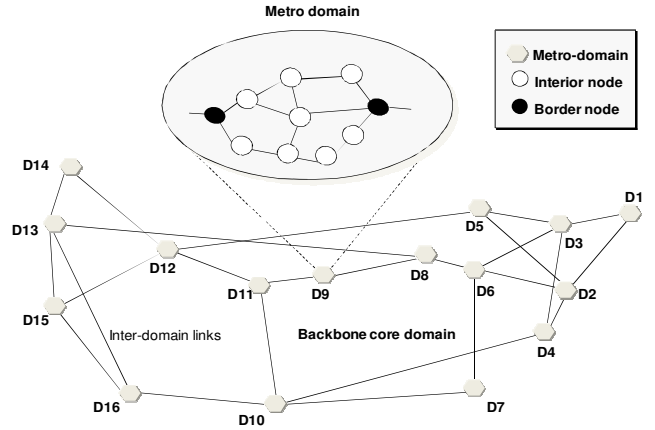 Metro domain
Metro-domain
Interior node
Border node
D14
D1
D13
D5
D3
D12
D8
D6
D11
D9
D2
D15
Inter-domain links
Backbone core domain
D4
D16
D10
D7